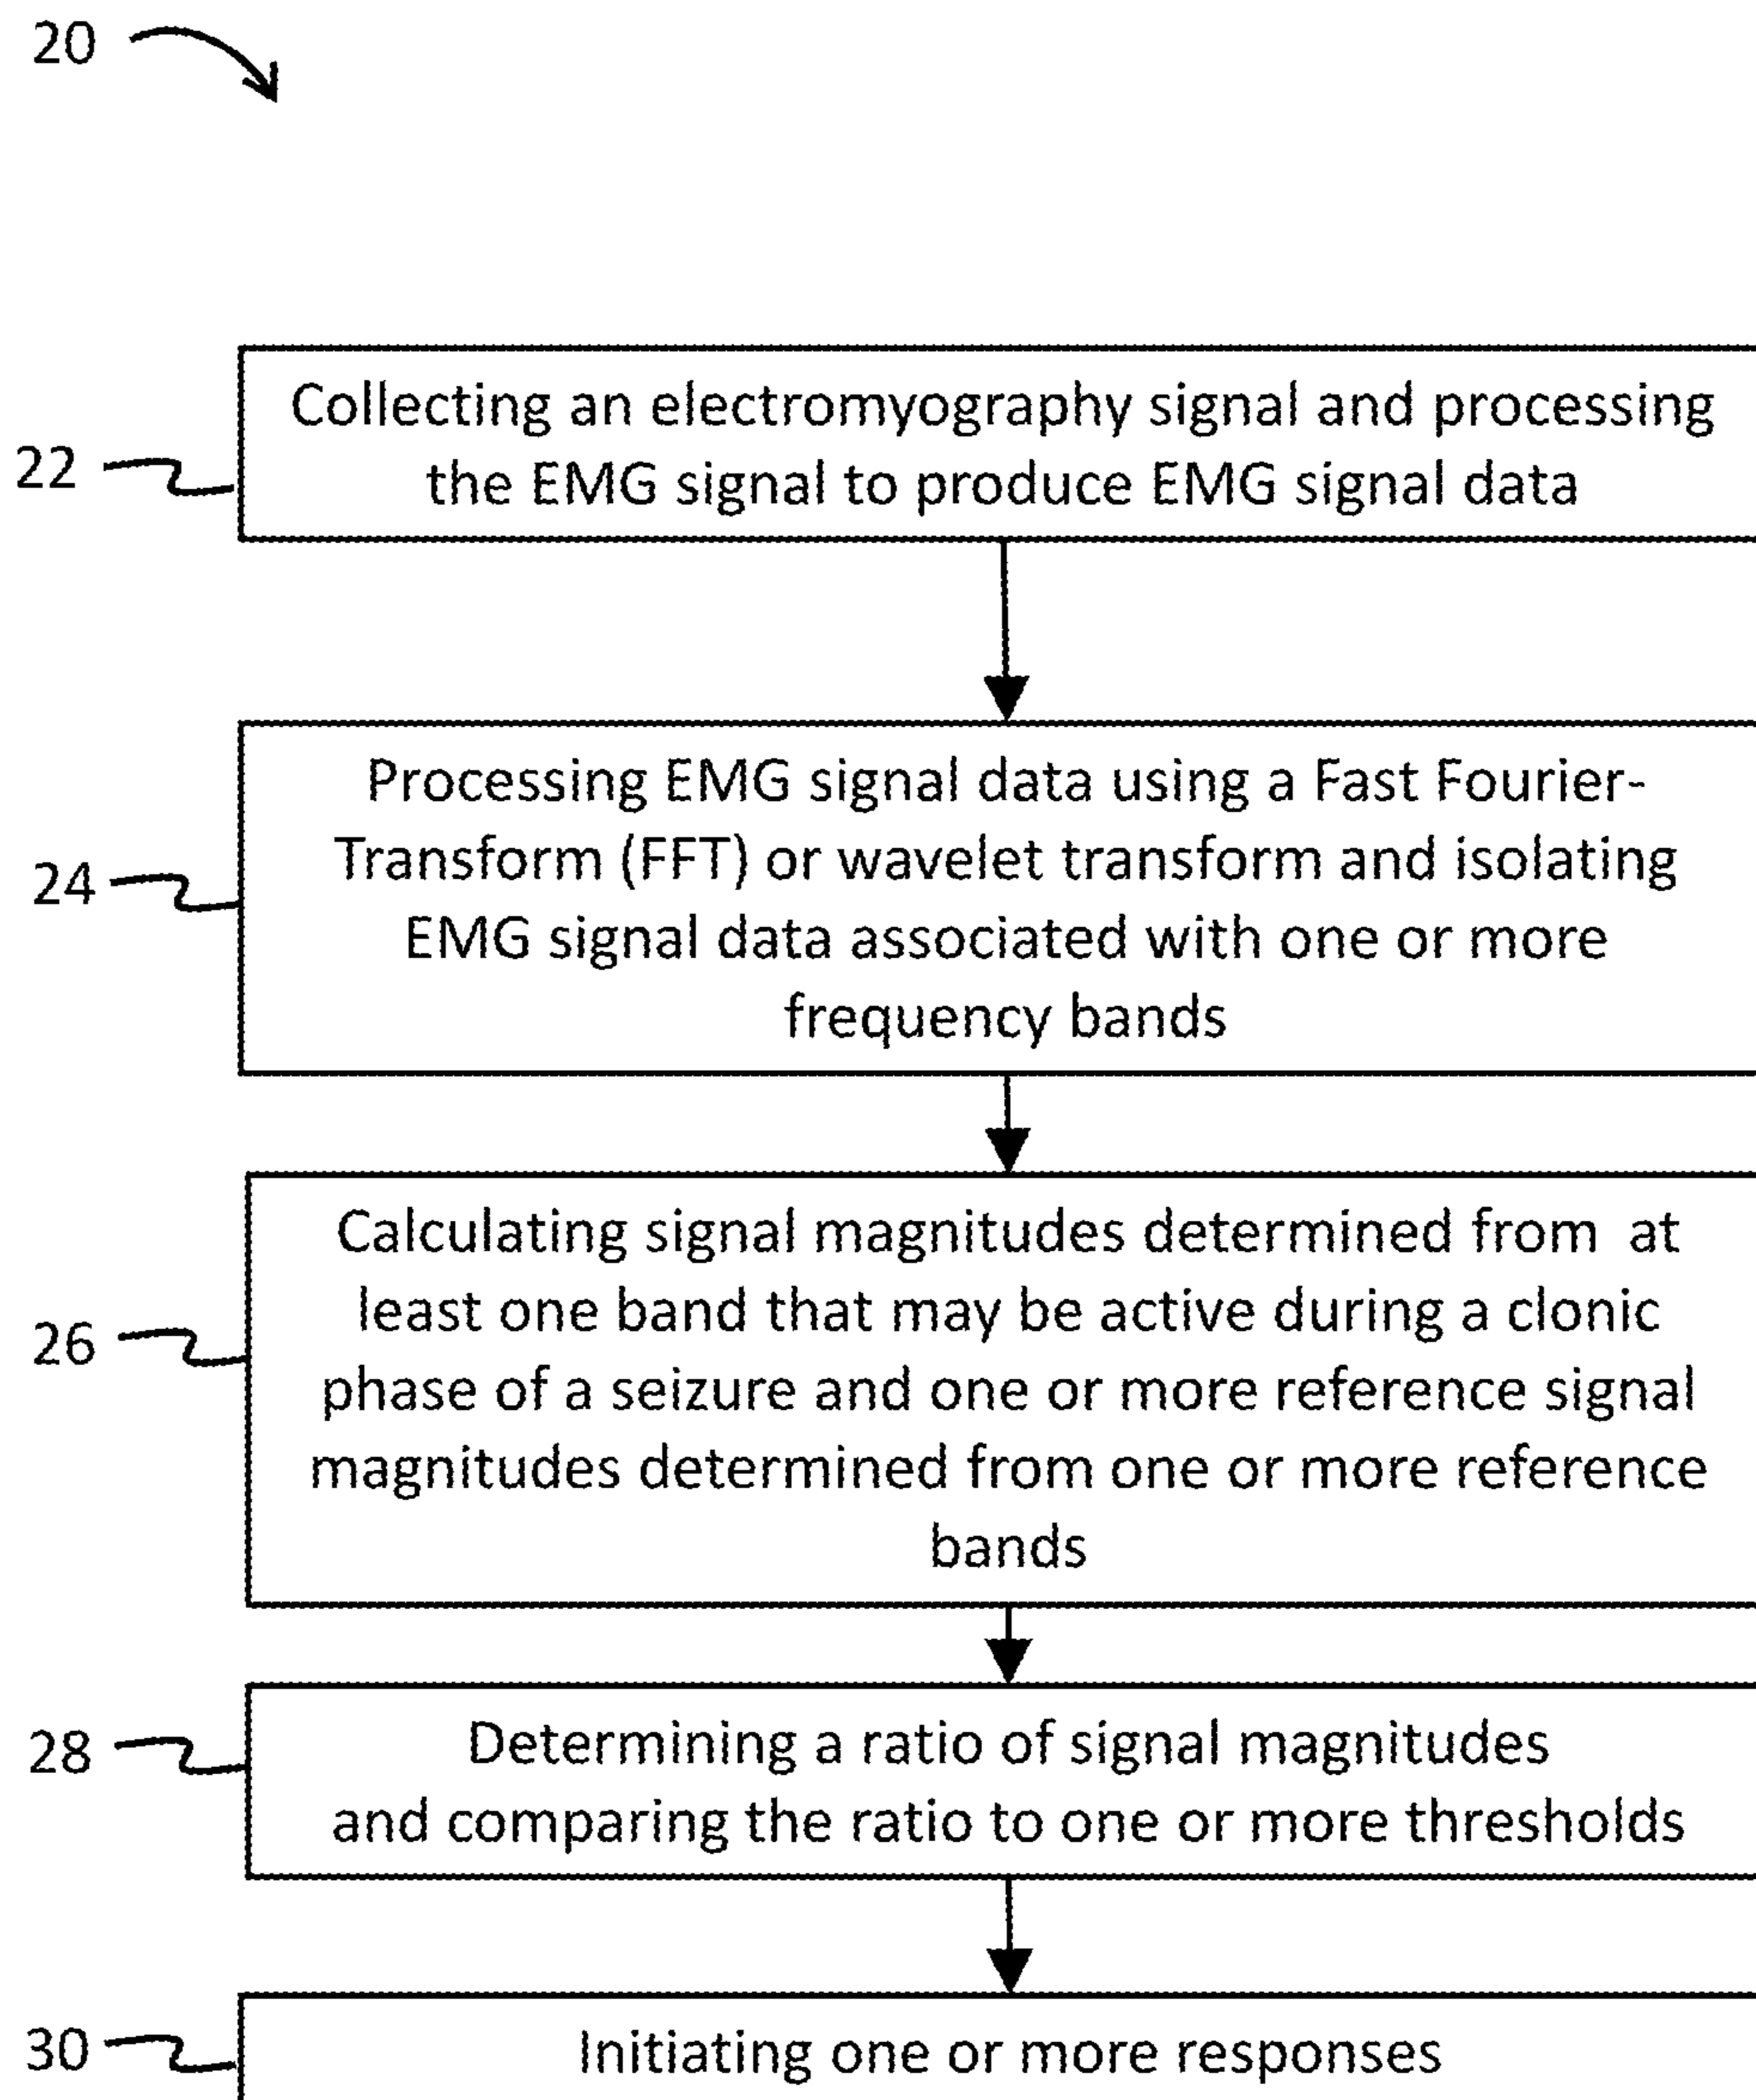 20
22
Collecting an electromyography signal and processing
the EMG signal to produce EMG signal data
24
Processing EMG signal data using a Fast Fourier-
Transform (FFT) or wavelet transform and isolating
EMG signal data associated with one or more
frequency bands
26
Calculating signal magnitudes determined from at
least one band that may be active during a clonic
phase of a seizure and one or more reference signal
magnitudes determined from one or more reference
bands
28
Determining a ratio of signal magnitudes
and comparing the ratio to one or more thresholds
30
Initiating one or more responses